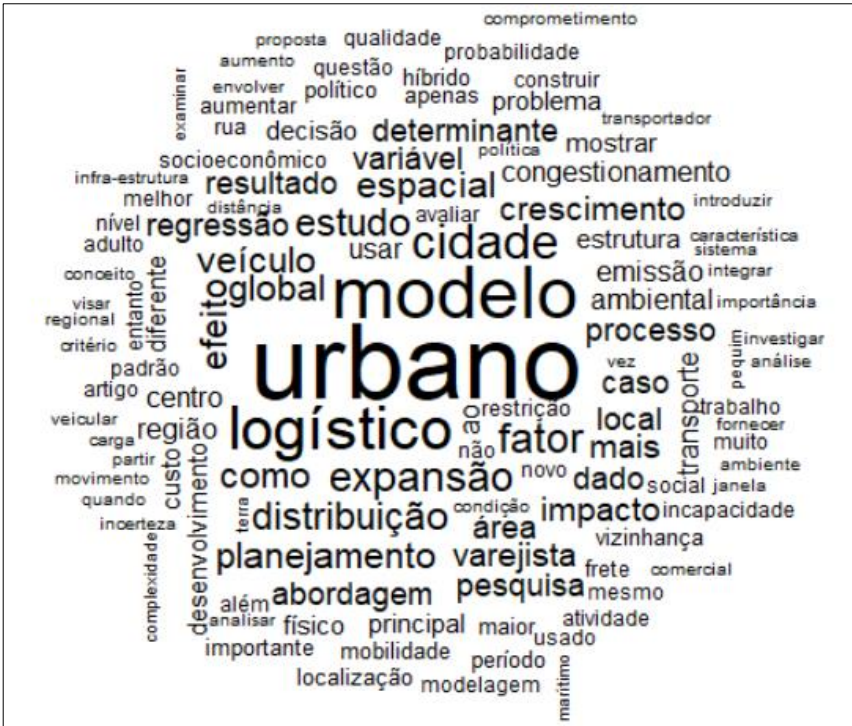 comprometimento
proposta qualidade probabilidade
aumento questão híbrido construir
examinar envolver político apenas problema
aumentar transportador
rua decisão determinante mostrar
socioeconômico variável política congestionamento
infra-estrutura resultado espacial
melhor distância crescimento introduzir
nível regressão estudo avaliar característica
adulto usar cidade estrutura sistema
conceito veículo emissão integrar
entanto diferente efeito global modelo ambiental importância
visar
regional
critério urbano processo pequim investigar
padrão vez análise
artigo centro caso transporte
veicular logístico ao restrição local trabalho
carga região não fator mais fornecer
partir muito
movimento custo desenvolvimento como expansão novo dado social ambiente
quando janela
incerteza terra distribuição condição impacto incapacidade
complexidade área vizinhança
planejamento varejista frete comercial
além abordagem pesquisa mesmo
analisar físico principal maior atividade
importante mobilidade período usado
localização modelagem marítimo